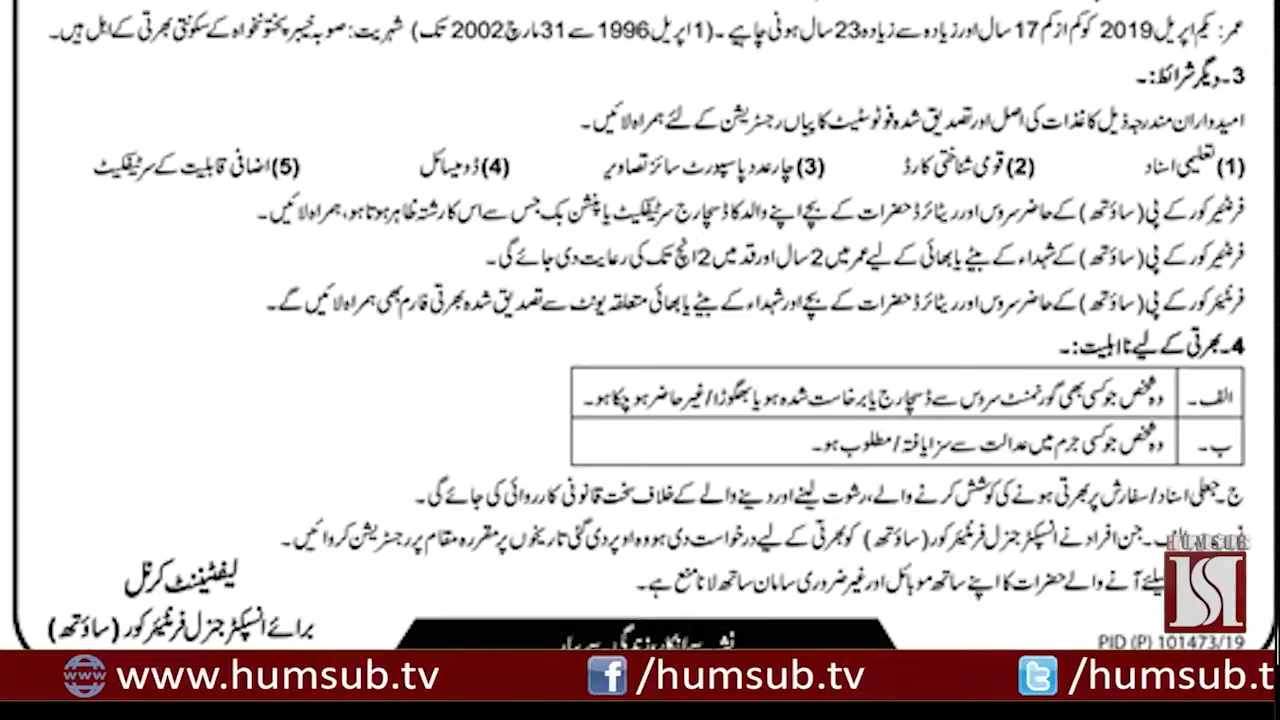 عمر: یکم اپریل 2019 کو کم از کم 17 سال اور زیادہ سے زیادہ 23 سال ہونی چاہیے۔ (1 اپریل 1996 سے 31 مارچ 2002 تک) شہریت: صوبہ خیبر پختونخواہ کے سکونتی بھرتی کے اہل ہیں۔
3۔ دیگر شرائط:۔
امیدواران مندرجہ ذیل کاغذات کی اصل اور تصدیق شدہ فوٹو سٹیٹ کاپیاں رجسٹریشن کے لئے ہمراہ لائیں۔
(1) تعلیمی اسناد (2) قومی شناختی کارڈ (3) چار عدد پاسپورٹ سائز تصاویر (4) ڈومیسائل (5) اضافی قابلیت کے سرٹیفکیٹ
فرنٹیر کور کے پی (ساؤتھ) کے حاضر سروس اور ریٹائرڈ حضرات کے بچے اپنے والد کا ڈسچارج سرٹیفکیٹ یا پنشن بک جس سے اس کا رشتہ ظاہر ہوتا ہو، ہمراہ لائیں۔
فرنٹیر کور کے پی (ساؤتھ) کے شہداء کے بیٹے یا بھائی کے لیے عمر میں 2 سال اور قد میں 2 انچ تک کی رعایت دی جائے گی۔
فرنٹیئر کور کے پی (ساؤتھ) کے حاضر سروس اور ریٹائرڈ حضرات کے بچے اور شہداء کے بیٹے یا بھائی متعلقہ یونٹ سے تصدیق شدہ بھرتی فارم بھی ہمراہ لائیں گے۔
4۔ بھرتی کے لیے نااہلیت:۔
الف۔ وہ شخص جو کسی بھی گورنمنٹ سروس سے ڈسچارج یا برخاست شدہ ہو یا بھگوڑا/غیر حاضر ہو چکا ہو۔
ب۔ وہ شخص جو کسی جرم میں عدالت سے سزا یافتہ/مطلوب ہو۔
ج۔ جعلی اسناد/سفارش پر بھرتی ہونے کی کوشش کرنے والے، رشوت لینے اور دینے والے کے خلاف سخت قانونی کارروائی کی جائے گی۔
جن افراد نے انسپکٹر جنرل فرنٹیئر کور (ساؤتھ) کو بھرتی کے لیے درخواست دی ہو وہ اوپر دی گئی تاریخوں پر مقررہ مقام پر رجسٹریشن کروائیں۔
آنے والے حضرات کا اپنے ساتھ موبائل اور غیر ضروری سامان ساتھ لانا منع ہے۔
لیفٹیننٹ کرنل
برائے انسپکٹر جنرل فرنٹیئر کور (ساؤتھ)
HUMSUB
PID (P) 101473/19
www.humsub.tv /humsub.tv /humsub.t